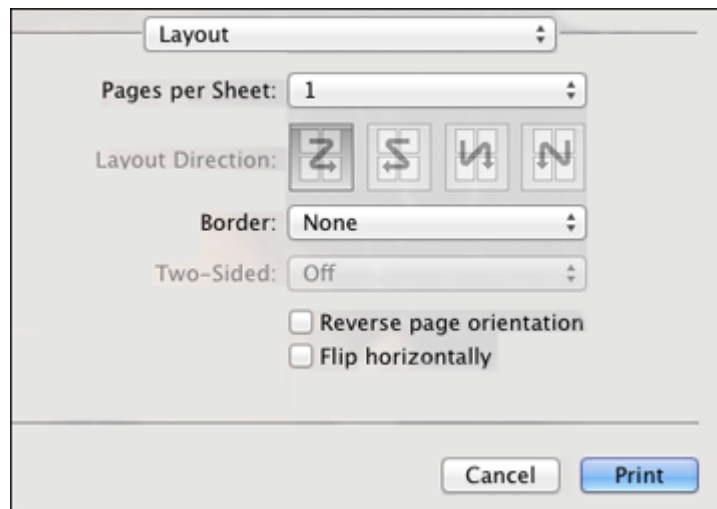 Layout
Pages per Sheet: 1
Layout Direction:
Border: None
Two-Sided: Off
Reverse page orientation
Flip horizontally
Cancel Print